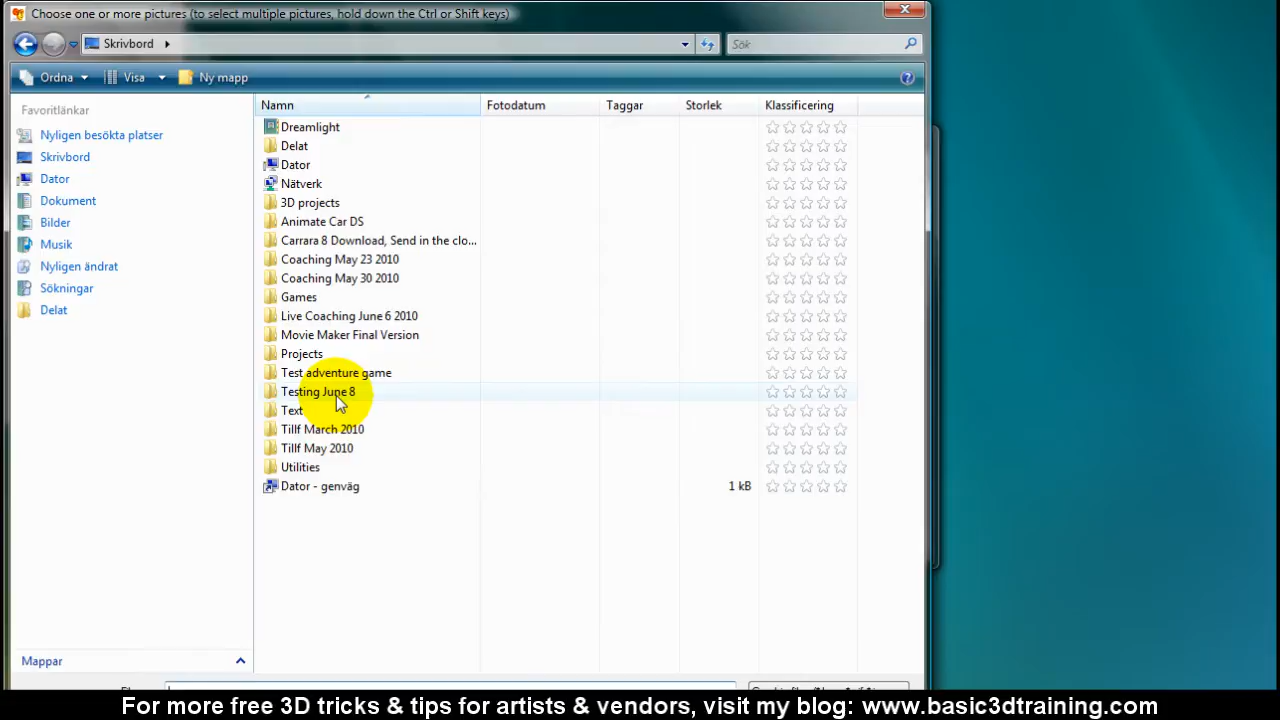 Choose one or more pictures (to select multiple pictures, hold down the Ctrl or Shift keys)
Skrivbord
Sök
Ordna
Visa
Ny mapp
Favoritlänkar
Nyligen besökta platser
Skrivbord
Dator
Dokument
Bilder
Musik
Nyligen ändrat
Sökningar
Delat
Mappar
Namn Fotodatum Taggar Storlek Klassificering
Dreamlight
Delat
Dator
Nätverk
3D projects
Animate Car DS
Carrara 8 Download, Send in the clo...
Coaching May 23 2010
Coaching May 30 2010
Games
Live Coaching June 6 2010
Movie Maker Final Version
Projects
Test adventure game
Testing June 8
Text
Tillf March 2010
Tillf May 2010
Utilities
Dator - genväg 1 kB
For more free 3D tricks & tips for artists & vendors, visit my blog: www.basic3dtraining.com